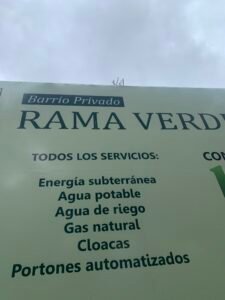 Barrio Privado
RAMA VERD
TODOS LOS SERVICIOS:
Energía subterránea
Agua potable
Agua de riego
Gas natural
Cloacas
Portones automatizados